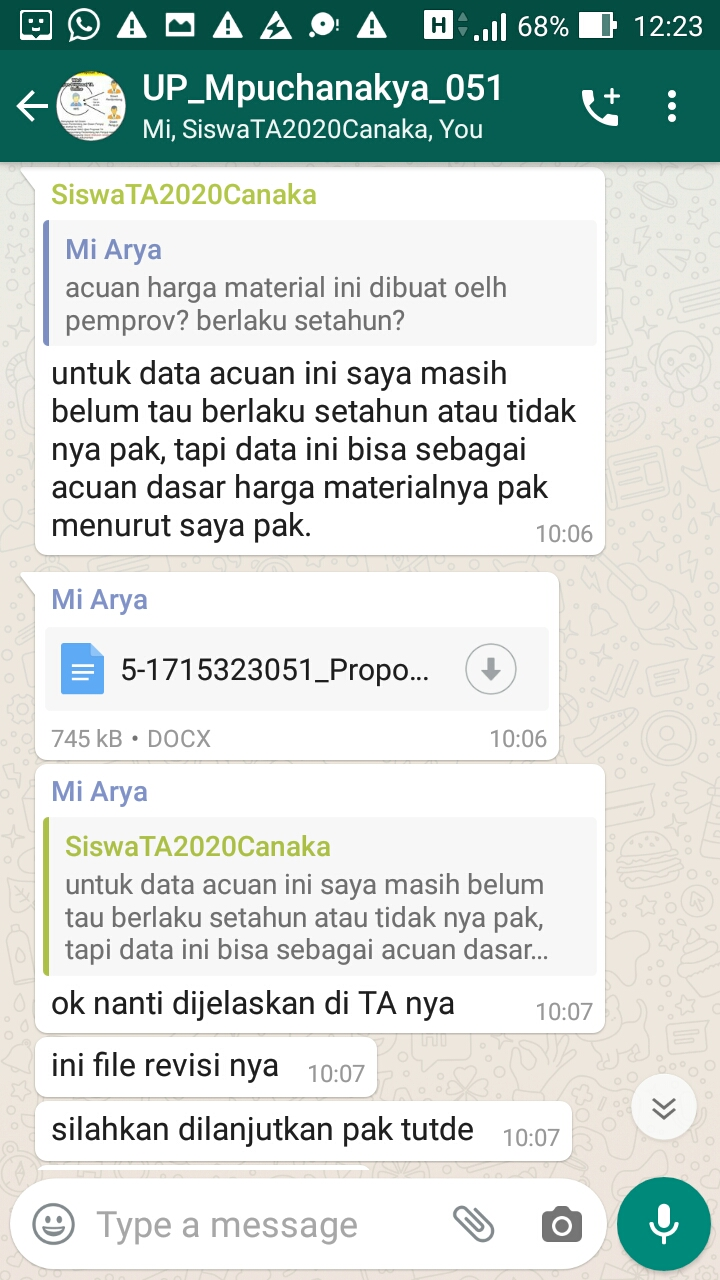 H 68% 12:23
UP_Mpuchanakya_051
Mi, SiswaTA2020Canaka, You
SiswaTA2020Canaka
Mi Arya
acuan harga material ini dibuat oelh
pemprov? berlaku setahun?
untuk data acuan ini saya masih
belum tau berlaku setahun atau tidak
nya pak, tapi data ini bisa sebagai
acuan dasar harga materialnya pak
menurut saya pak.
10:06
Mi Arya
5-1715323051_Propo...
745 kB • DOCX 10:06
Mi Arya
SiswaTA2020Canaka
untuk data acuan ini saya masih belum
tau berlaku setahun atau tidak nya pak,
tapi data ini bisa sebagai acuan dasar...
ok nanti dijelaskan di TA nya 10:07
ini file revisi nya 10:07
silahkan dilanjutkan pak tutde 10:07
Type a message